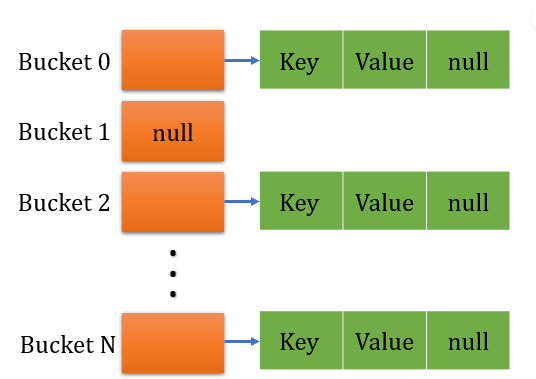 Bucket 0 Key Value null
Bucket 1 null
Bucket 2 Key Value null
Bucket N Key Value null